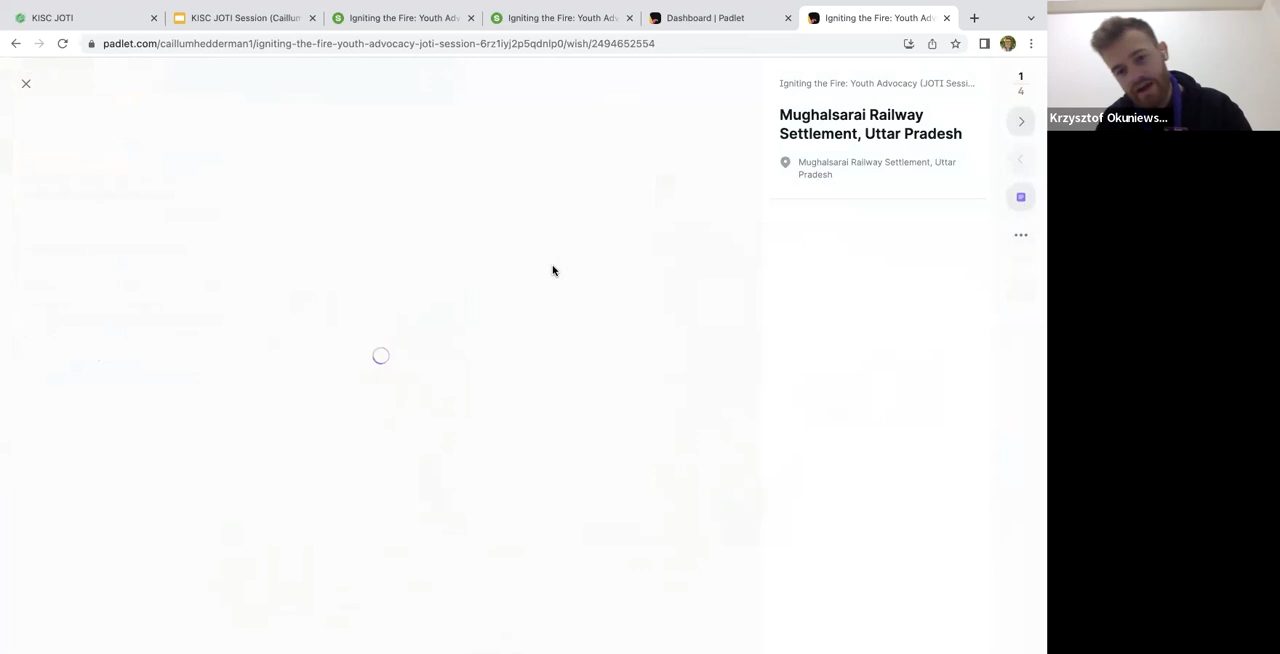 KISC JOTI
KISC JOTI Session (Caillun
Igniting the Fire: Youth Adv
Igniting the Fire: Youth Adv
Dashboard | Padlet
Igniting the Fire: Youth Adv
padlet.com/caillumhedderman1/igniting-the-fire-youth-advocacy-joti-session-6rz1iyj2p5qdnlp0/wish/2494652554
Igniting the Fire: Youth Advocacy (JOTI Sessi...
Mughalsarai Railway
Settlement, Uttar Pradesh
Mughalsarai Railway Settlement, Uttar
Pradesh
1
4
Krzysztof Okuniews...